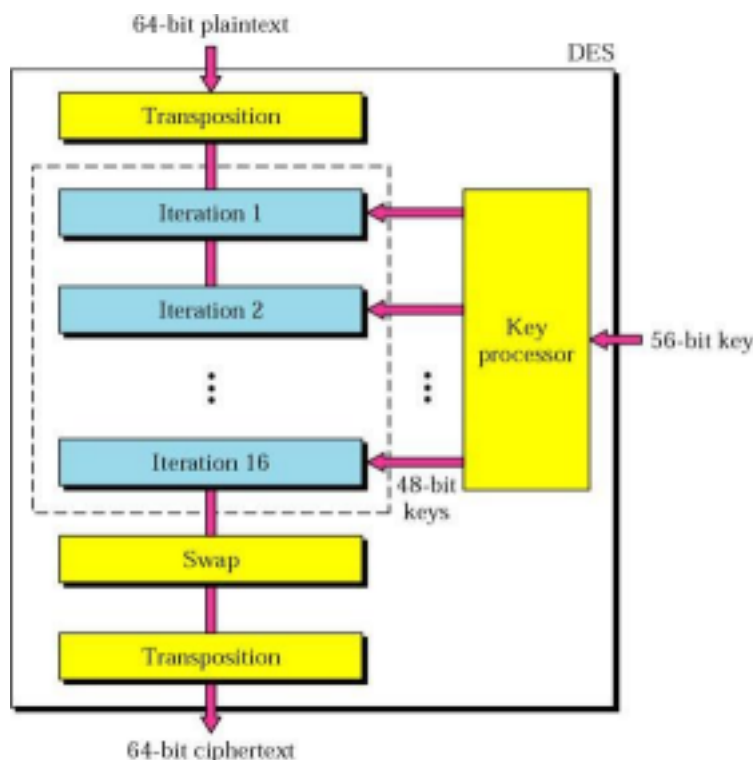 64-bit plaintext
DES
Transposition
Iteration 1
Iteration 2
Key
processor
56-bit key
Iteration 16
48-bit
keys
Swap
Transposition
64-bit ciphertext